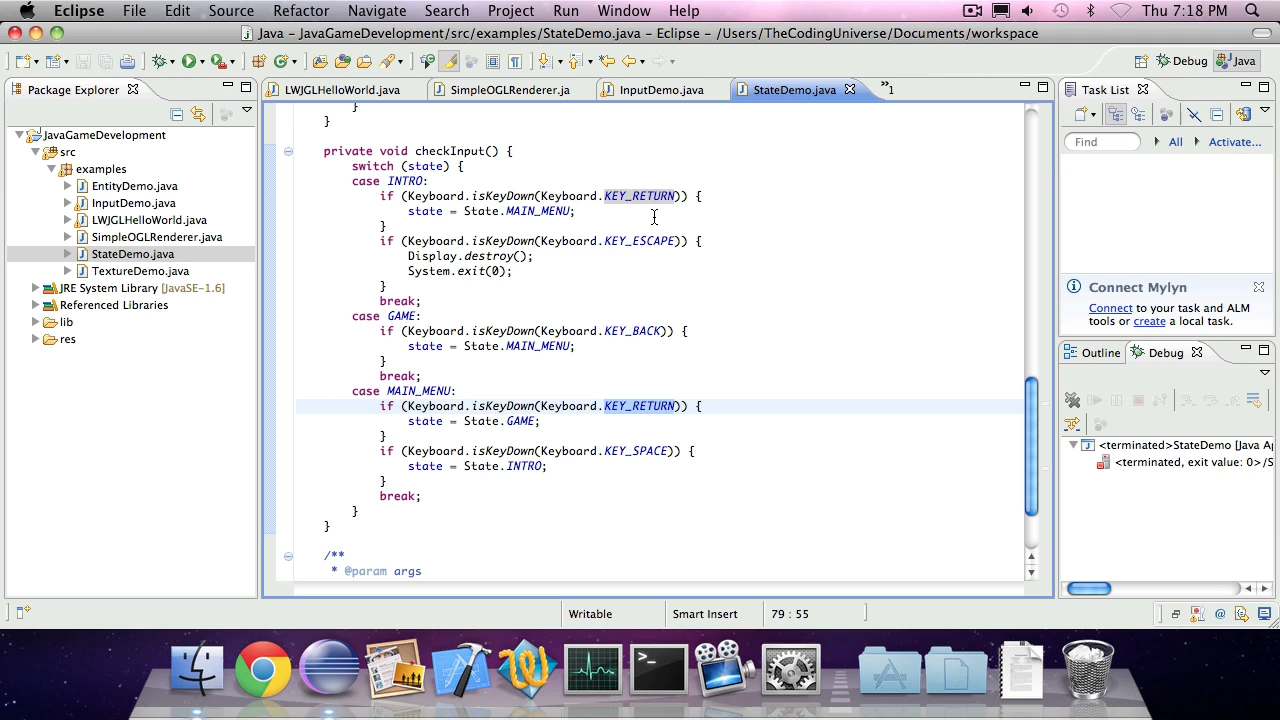 Eclipse File Edit Source Refactor Navigate Search Project Run Window Help Thu 7:18 PM
Java – JavaGameDevelopment/src/examples/StateDemo.java – Eclipse – /Users/TheCodingUniverse/Documents/workspace
Debug Java
Package Explorer
LWJGLHelloWorld.java SimpleOGLRenderer.ja InputDemo.java StateDemo.java »1
Task List
JavaGameDevelopment
src
examples
EntityDemo.java
InputDemo.java
LWJGLHelloWorld.java
SimpleOGLRenderer.java
StateDemo.java
TextureDemo.java
JRE System Library [JavaSE-1.6]
Referenced Libraries
lib
res
}
}
private void checkInput() {
switch (state) {
case INTRO:
if (Keyboard.isKeyDown(Keyboard.KEY_RETURN)) {
state = State.MAIN_MENU;
}
if (Keyboard.isKeyDown(Keyboard.KEY_ESCAPE)) {
Display.destroy();
System.exit(0);
}
break;
case GAME:
if (Keyboard.isKeyDown(Keyboard.KEY_BACK)) {
state = State.MAIN_MENU;
}
break;
case MAIN_MENU:
if (Keyboard.isKeyDown(Keyboard.KEY_RETURN)) {
state = State.GAME;
}
if (Keyboard.isKeyDown(Keyboard.KEY_SPACE)) {
state = State.INTRO;
}
break;
}
}
/**
* @param args
Find All Activate...
Connect Mylyn
Connect to your task and ALM
tools or create a local task.
Outline Debug
<terminated>StateDemo [Java Ap
<terminated, exit value: 0>/S
Writable Smart Insert 79 : 55